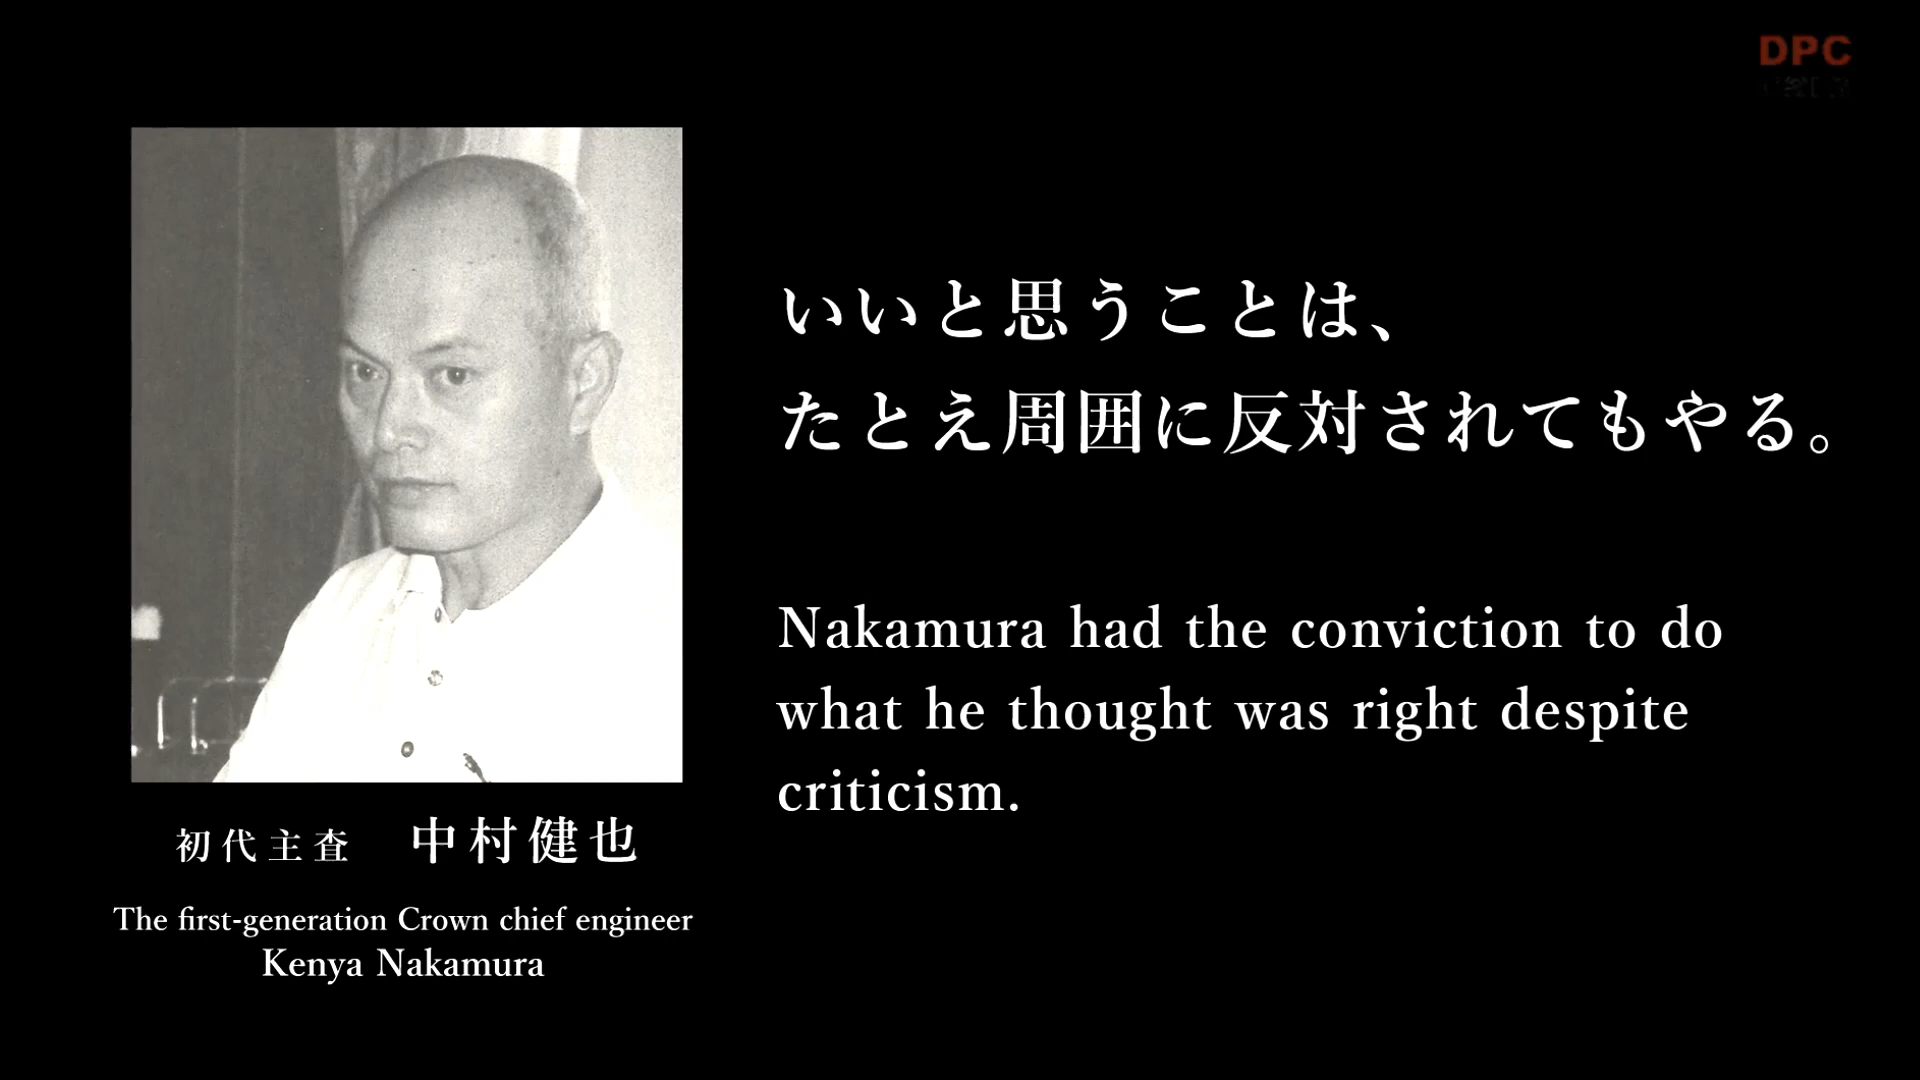 DPC
いいと思うことは、
たとえ周囲に反対されてもやる。
Nakamura had the conviction to do
what he thought was right despite
criticism.
初代主査 中村健也
The first-generation Crown chief engineer
Kenya Nakamura